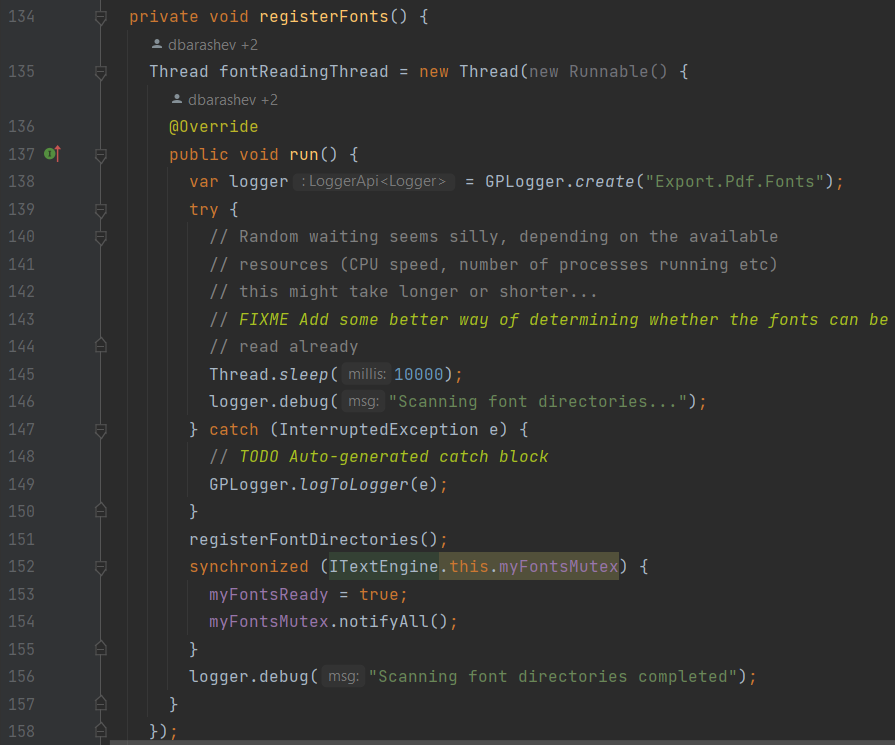 134 private void registerFonts() {
dbarashev +2
135 Thread fontReadingThread = new Thread(new Runnable() {
dbarashev +2
136 @Override
137 public void run() {
138 var logger : LoggerApi<Logger> = GPLogger.create("Export.Pdf.Fonts");
139 try {
140 // Random waiting seems silly, depending on the available
141 // resources (CPU speed, number of processes running etc)
142 // this might take longer or shorter...
143 // FIXME Add some better way of determining whether the fonts can be
144 // read already
145 Thread.sleep( millis: 10000);
146 logger.debug( msg: "Scanning font directories...");
147 } catch (InterruptedException e) {
148 // TODO Auto-generated catch block
149 GPLogger.logToLogger(e);
150 }
151 registerFontDirectories();
152 synchronized (ITextEngine.this.myFontsMutex) {
153 myFontsReady = true;
154 myFontsMutex.notifyAll();
155 }
156 logger.debug( msg: "Scanning font directories completed");
157 }
158 });